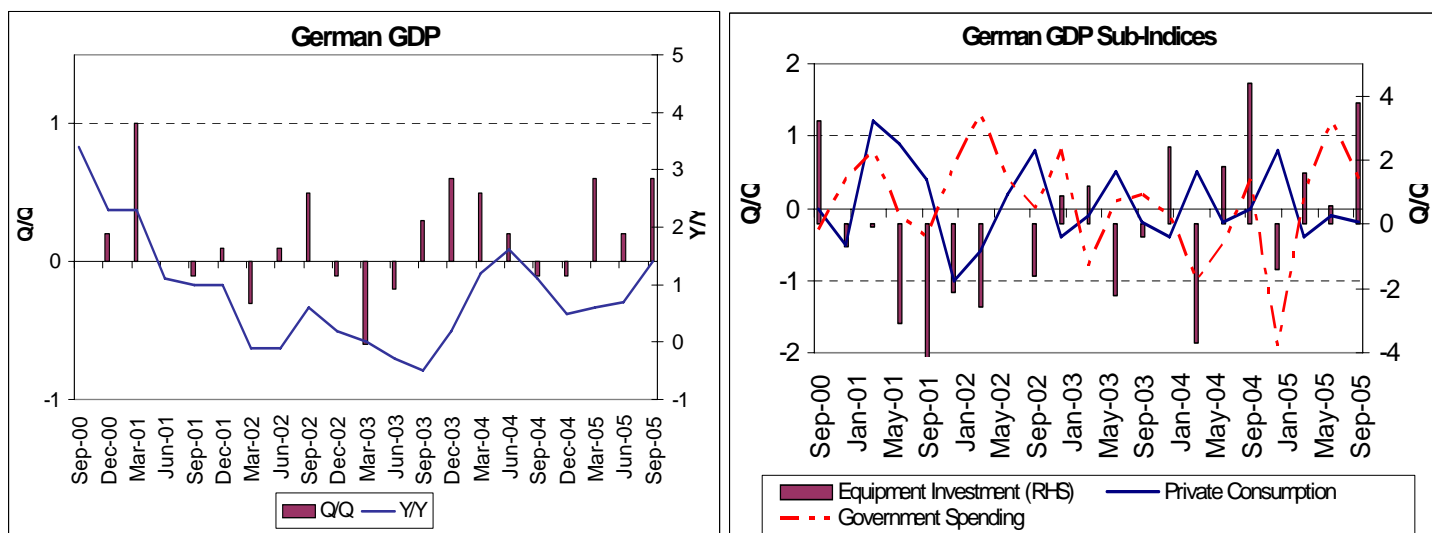 German GDP
1
0
-1
Q/Q
5
4
3
2
1
0
-1
Y/Y
Sep-00
Dec-00
Mar-01
Jun-01
Sep-01
Dec-01
Mar-02
Jun-02
Sep-02
Dec-02
Mar-03
Jun-03
Sep-03
Dec-03
Mar-04
Jun-04
Sep-04
Dec-04
Mar-05
Jun-05
Sep-05
Q/Q
Y/Y
German GDP Sub-Indices
2
1
0
-1
-2
Q/Q
4
2
0
-2
-4
Q/Q
Sep-00
Jan-01
May-01
Sep-01
Jan-02
May-02
Sep-02
Jan-03
May-03
Sep-03
Jan-04
May-04
Sep-04
Jan-05
May-05
Sep-05
Equipment Investment (RHS)
Private Consumption
Government Spending